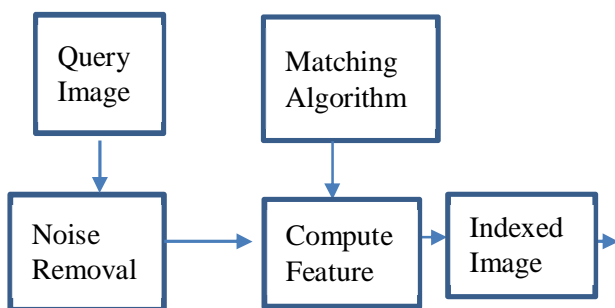 Query
Image
Matching
Algorithm
Noise
Removal
Compute
Feature
Indexed
Image